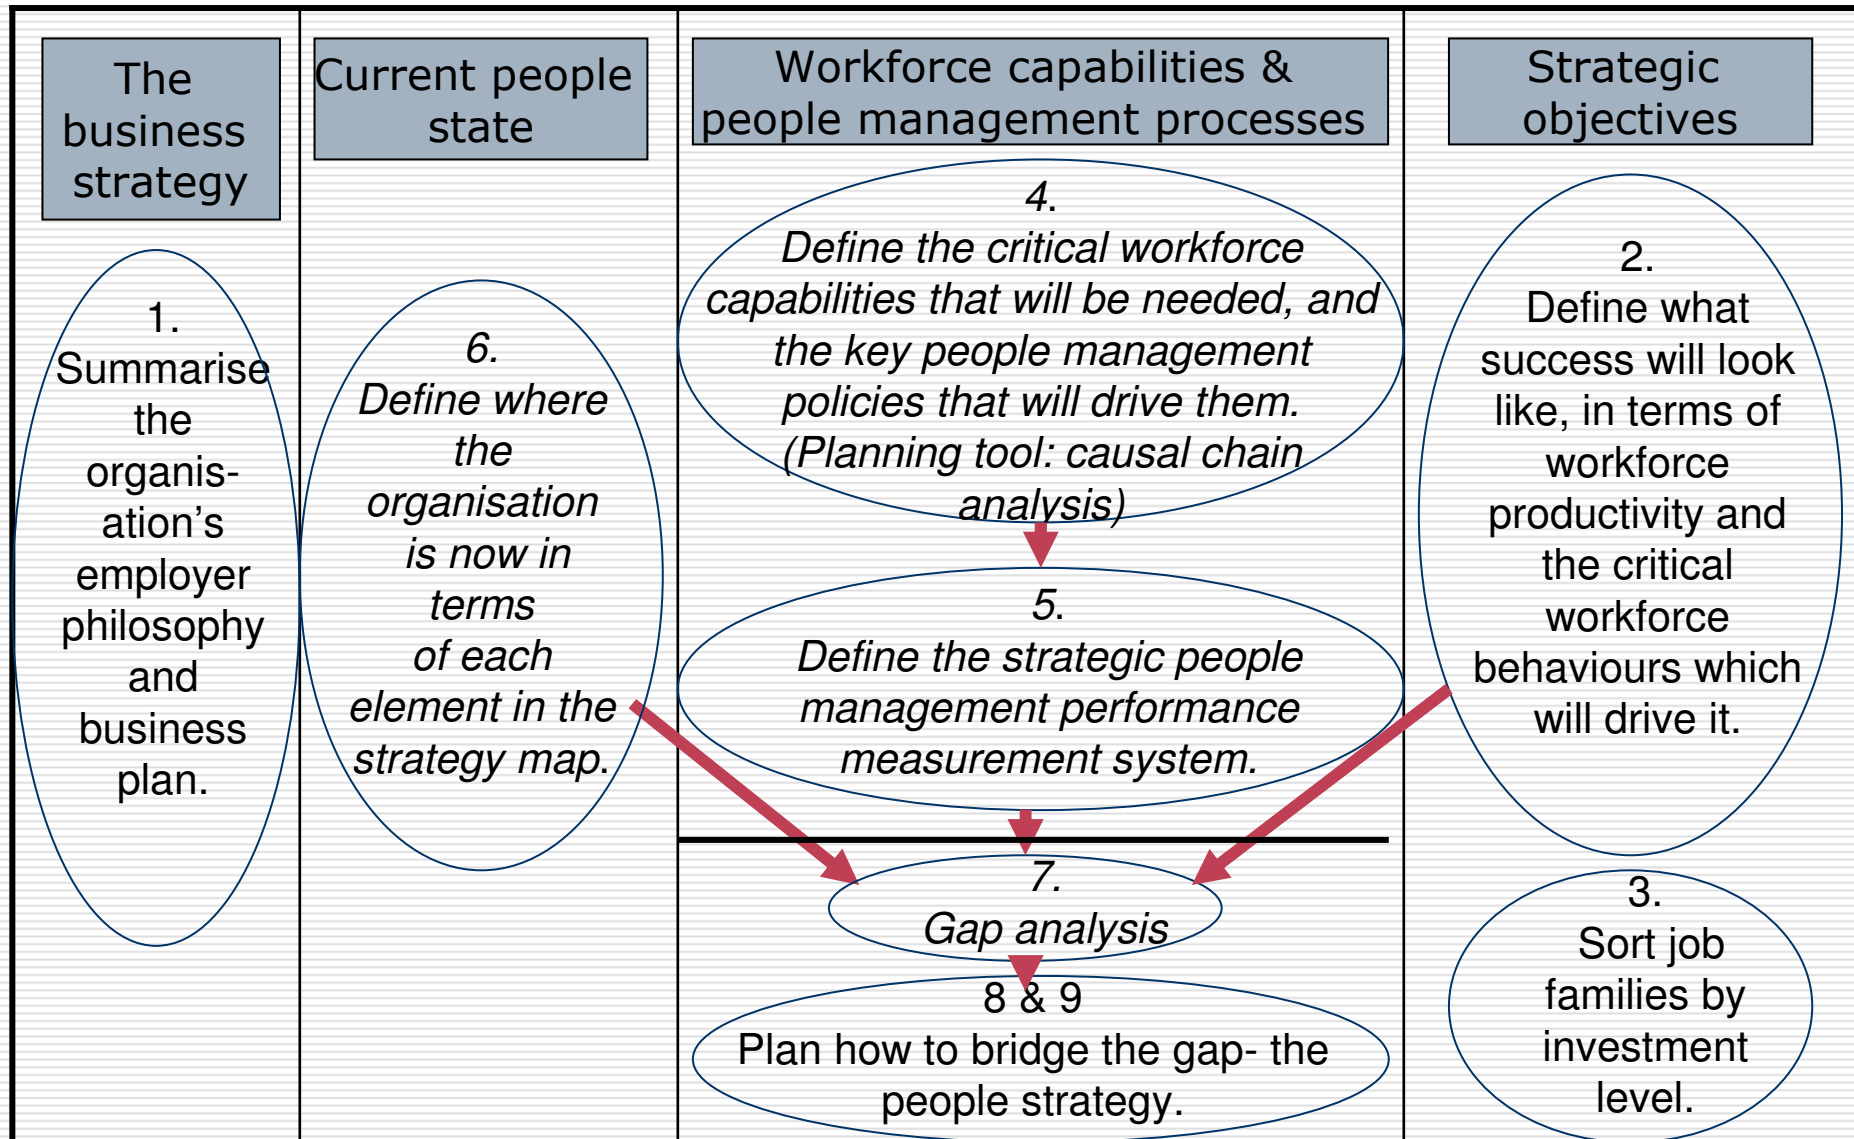 The
business
strategy
1.
Summarise
the
organis-
ation’s
employer
philosophy
and
business
plan.
Current people
state
6.
Define where
the
organisation
is now in
terms
of each
element in the
strategy map.
Workforce capabilities &
people management processes
4.
Define the critical workforce
capabilities that will be needed, and
the key people management
policies that will drive them.
(Planning tool: causal chain
analysis)
5.
Define the strategic people
management performance
measurement system.
7.
Gap analysis
8 & 9
Plan how to bridge the gap- the
people strategy.
Strategic
objectives
2.
Define what
success will look
like, in terms of
workforce
productivity and
the critical
workforce
behaviours which
will drive it.
3.
Sort job
families by
investment
level.